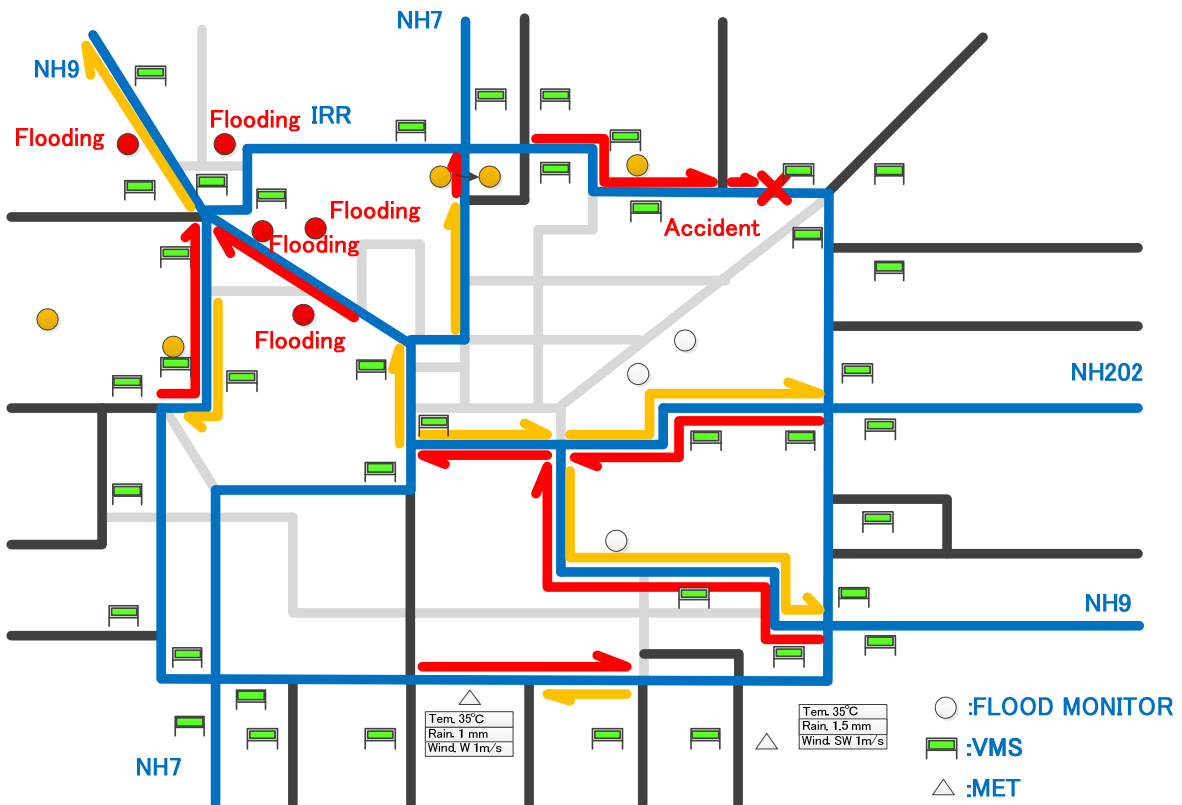 NH7
NH9
Flooding
IRR
Flooding
Flooding
Accident
Flooding
Flooding
NH202
NH9
Tem. 35°C
Rain. 1 mm
Wind. W 1m/s
Tem. 35°C
Rain. 1.5 mm
Wind. SW 1m/s
:FLOOD MONITOR
:VMS
NH7
:MET